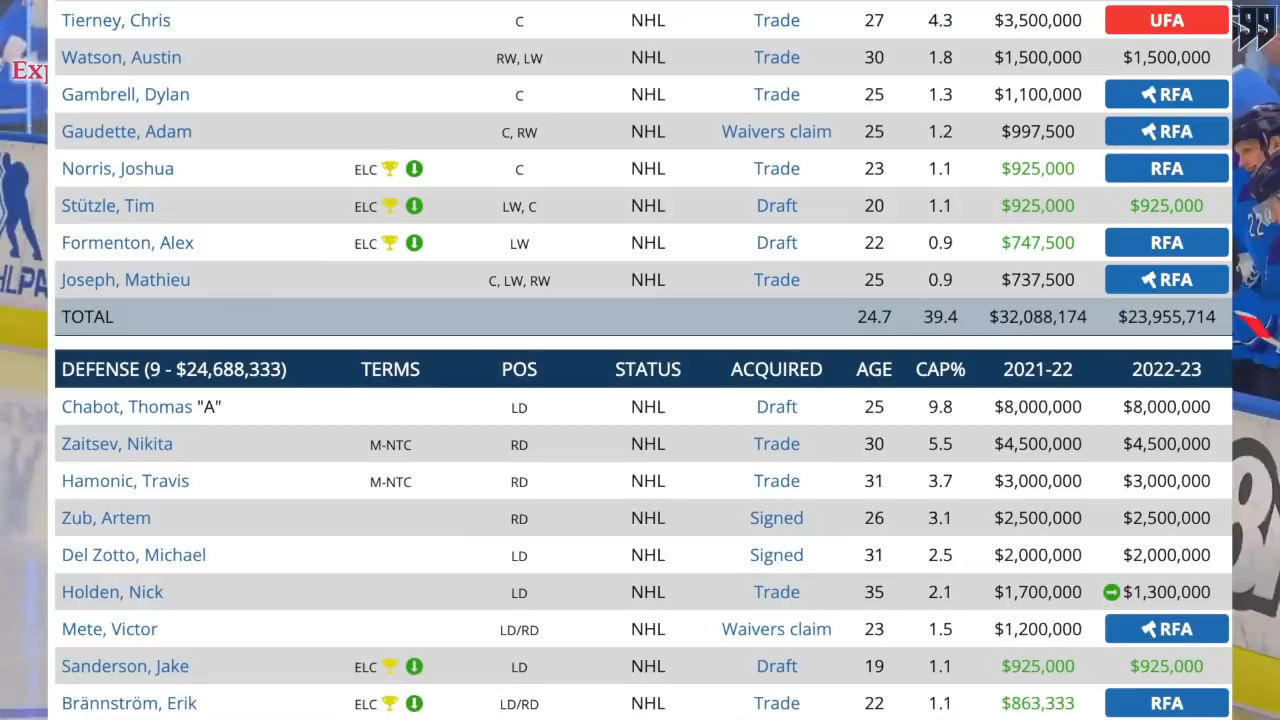 Tierney, Chris C NHL Trade 27 4.3 $3,500,000 UFA
Watson, Austin RW, LW NHL Trade 30 1.8 $1,500,000 $1,500,000
Gambrell, Dylan C NHL Trade 25 1.3 $1,100,000 RFA
Gaudette, Adam C, RW NHL Waivers claim 25 1.2 $997,500 RFA
Norris, Joshua ELC C NHL Trade 23 1.1 $925,000 RFA
Stützle, Tim ELC LW, C NHL Draft 20 1.1 $925,000 $925,000
Formenton, Alex ELC LW NHL Draft 22 0.9 $747,500 RFA
Joseph, Mathieu C, LW, RW NHL Trade 25 0.9 $737,500 RFA
TOTAL 24.7 39.4 $32,088,174 $23,955,714
DEFENSE (9 - $24,688,333) TERMS POS STATUS ACQUIRED AGE CAP% 2021-22 2022-23
Chabot, Thomas "A" LD NHL Draft 25 9.8 $8,000,000 $8,000,000
Zaitsev, Nikita M-NTC RD NHL Trade 30 5.5 $4,500,000 $4,500,000
Hamonic, Travis M-NTC RD NHL Trade 31 3.7 $3,000,000 $3,000,000
Zub, Artem RD NHL Signed 26 3.1 $2,500,000 $2,500,000
Del Zotto, Michael LD NHL Signed 31 2.5 $2,000,000 $2,000,000
Holden, Nick LD NHL Trade 35 2.1 $1,700,000 $1,300,000
Mete, Victor LD/RD NHL Waivers claim 23 1.5 $1,200,000 RFA
Sanderson, Jake ELC LD NHL Draft 19 1.1 $925,000 $925,000
Brännström, Erik ELC LD/RD NHL Trade 22 1.1 $863,333 RFA